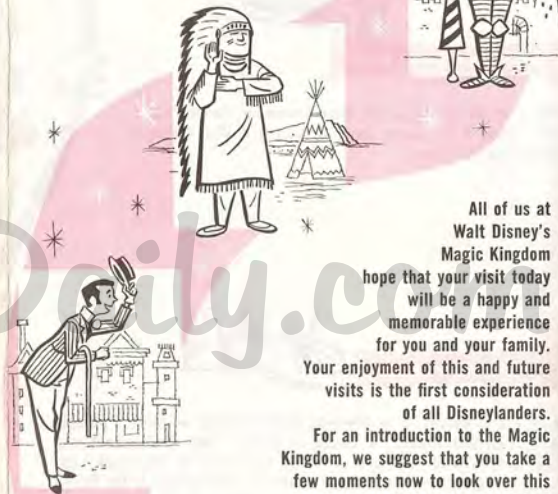 All of us at
Walt Disney's
Magic Kingdom
hope that your visit today
will be a happy and
memorable experience
for you and your family.
Your enjoyment of this and future
visits is the first consideration
of all Disneylanders.
For an introduction to the Magic
Kingdom, we suggest that you take a
few moments now to look over this
Daily.com